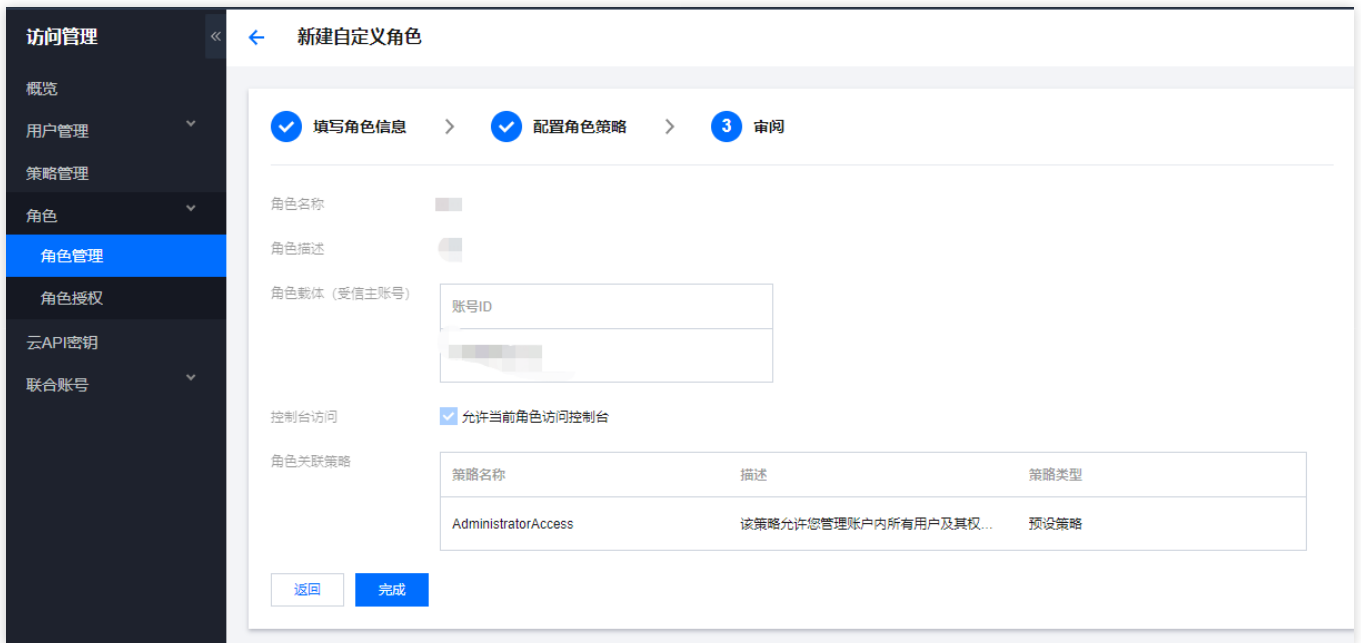 访问管理
«
新建自定义角色
概览
用户管理
策略管理
角色
角色管理
角色授权
云API密钥
联合账号
填写角色信息
配置角色策略
3 审阅
角色名称
角色描述
角色载体（受信主账号）
账号ID
控制台访问
允许当前角色访问控制台
角色关联策略
策略名称 描述 策略类型
AdministratorAccess 该策略允许您管理账户内所有用户及其权... 预设策略
返回 完成